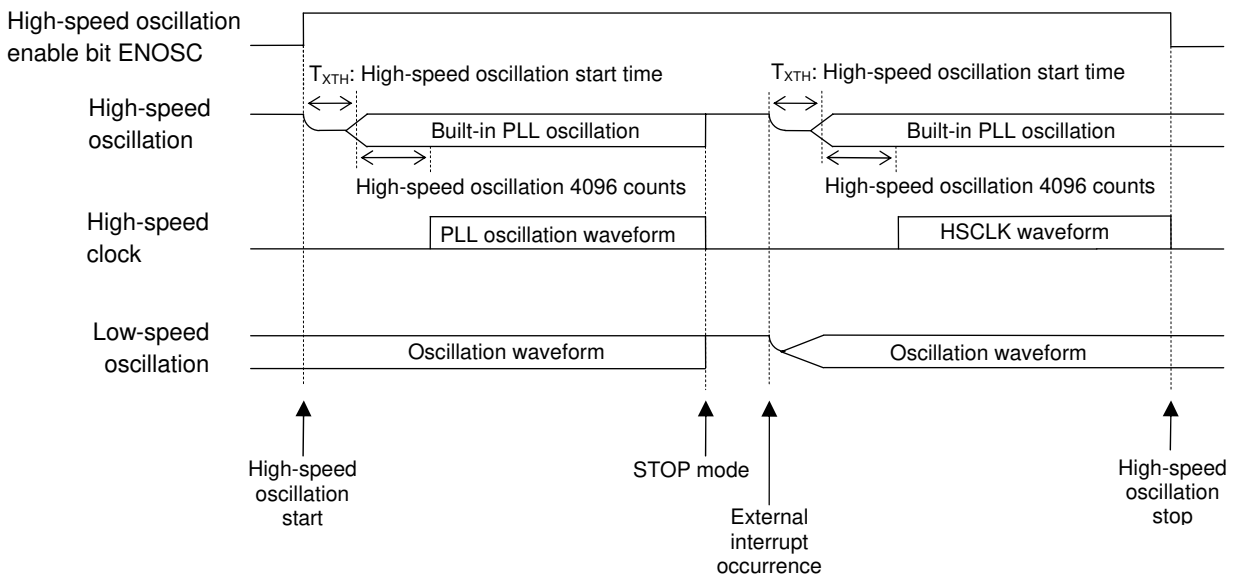 High-speed oscillation
enable bit ENOSC
TXTH: High-speed oscillation start time
TXTH: High-speed oscillation start time
High-speed
oscillation
Built-in PLL oscillation
Built-in PLL oscillation
High-speed oscillation 4096 counts
High-speed oscillation 4096 counts
High-speed
clock
PLL oscillation waveform
HSCLK waveform
Low-speed
oscillation
Oscillation waveform
Oscillation waveform
High-speed
oscillation
start
STOP mode
External
interrupt
occurrence
High-speed
oscillation
stop